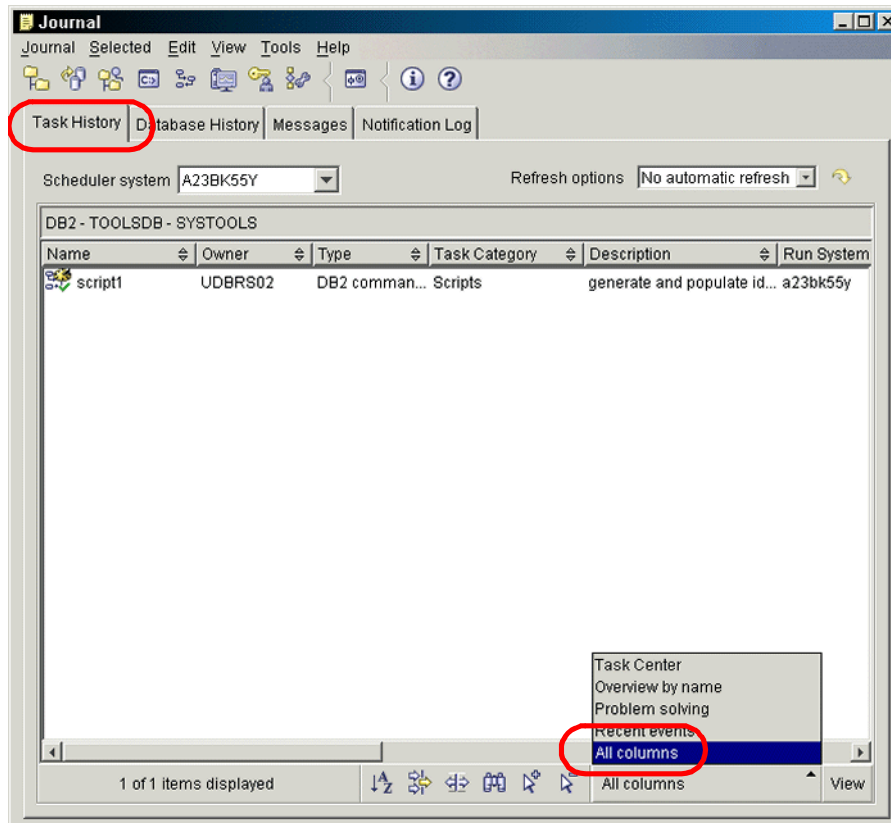 Journal
Journal Selected Edit View Tools Help
Task History Database History Messages Notification Log
Scheduler system A23BK55Y Refresh options No automatic refresh
DB2 - TOOLSDB - SYSTOOLS
Name Owner Type Task Category Description Run System
script1 UDBRS02 DB2 comman... Scripts generate and populate id... a23bk55y
Task Center
Overview by name
Problem solving
Recent events
All columns
1 of 1 items displayed All columns View